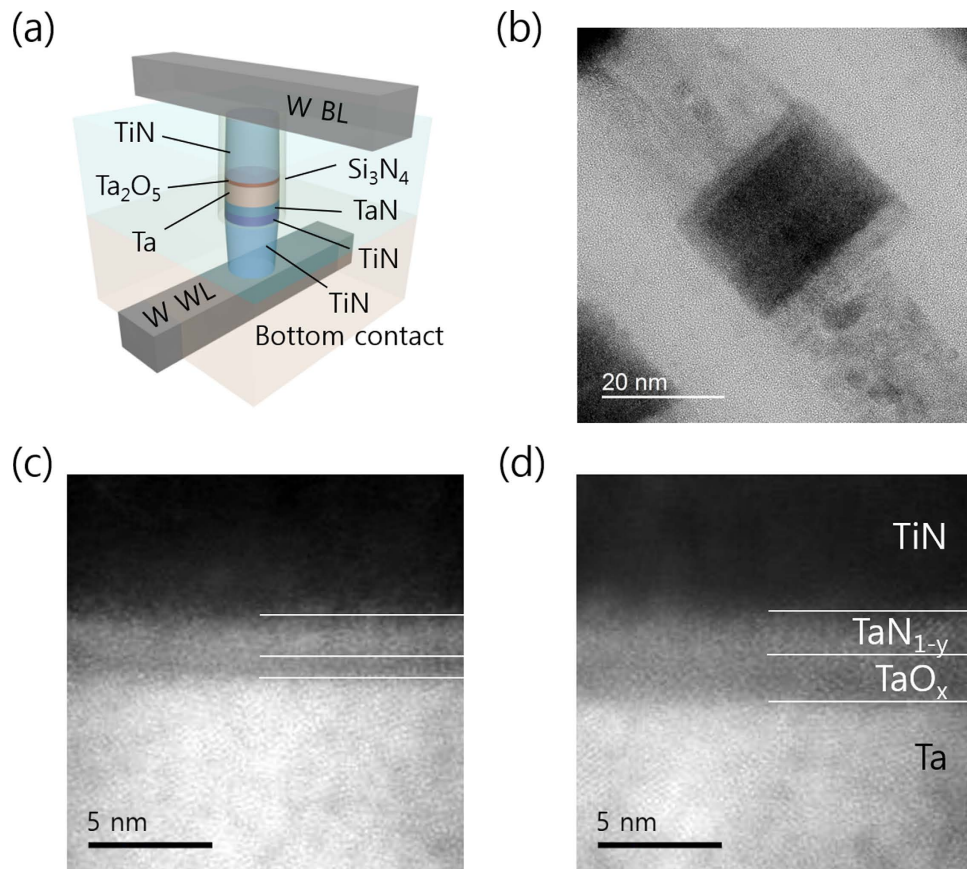 (a)
W BL
TiN
Ta₂O₅
Ta
Si₃N₄
TaN
TiN
TiN
W WL
Bottom contact
(b)
20 nm
(c)
5 nm
(d)
TiN
TaN₁₋y
TaOₓ
Ta
5 nm